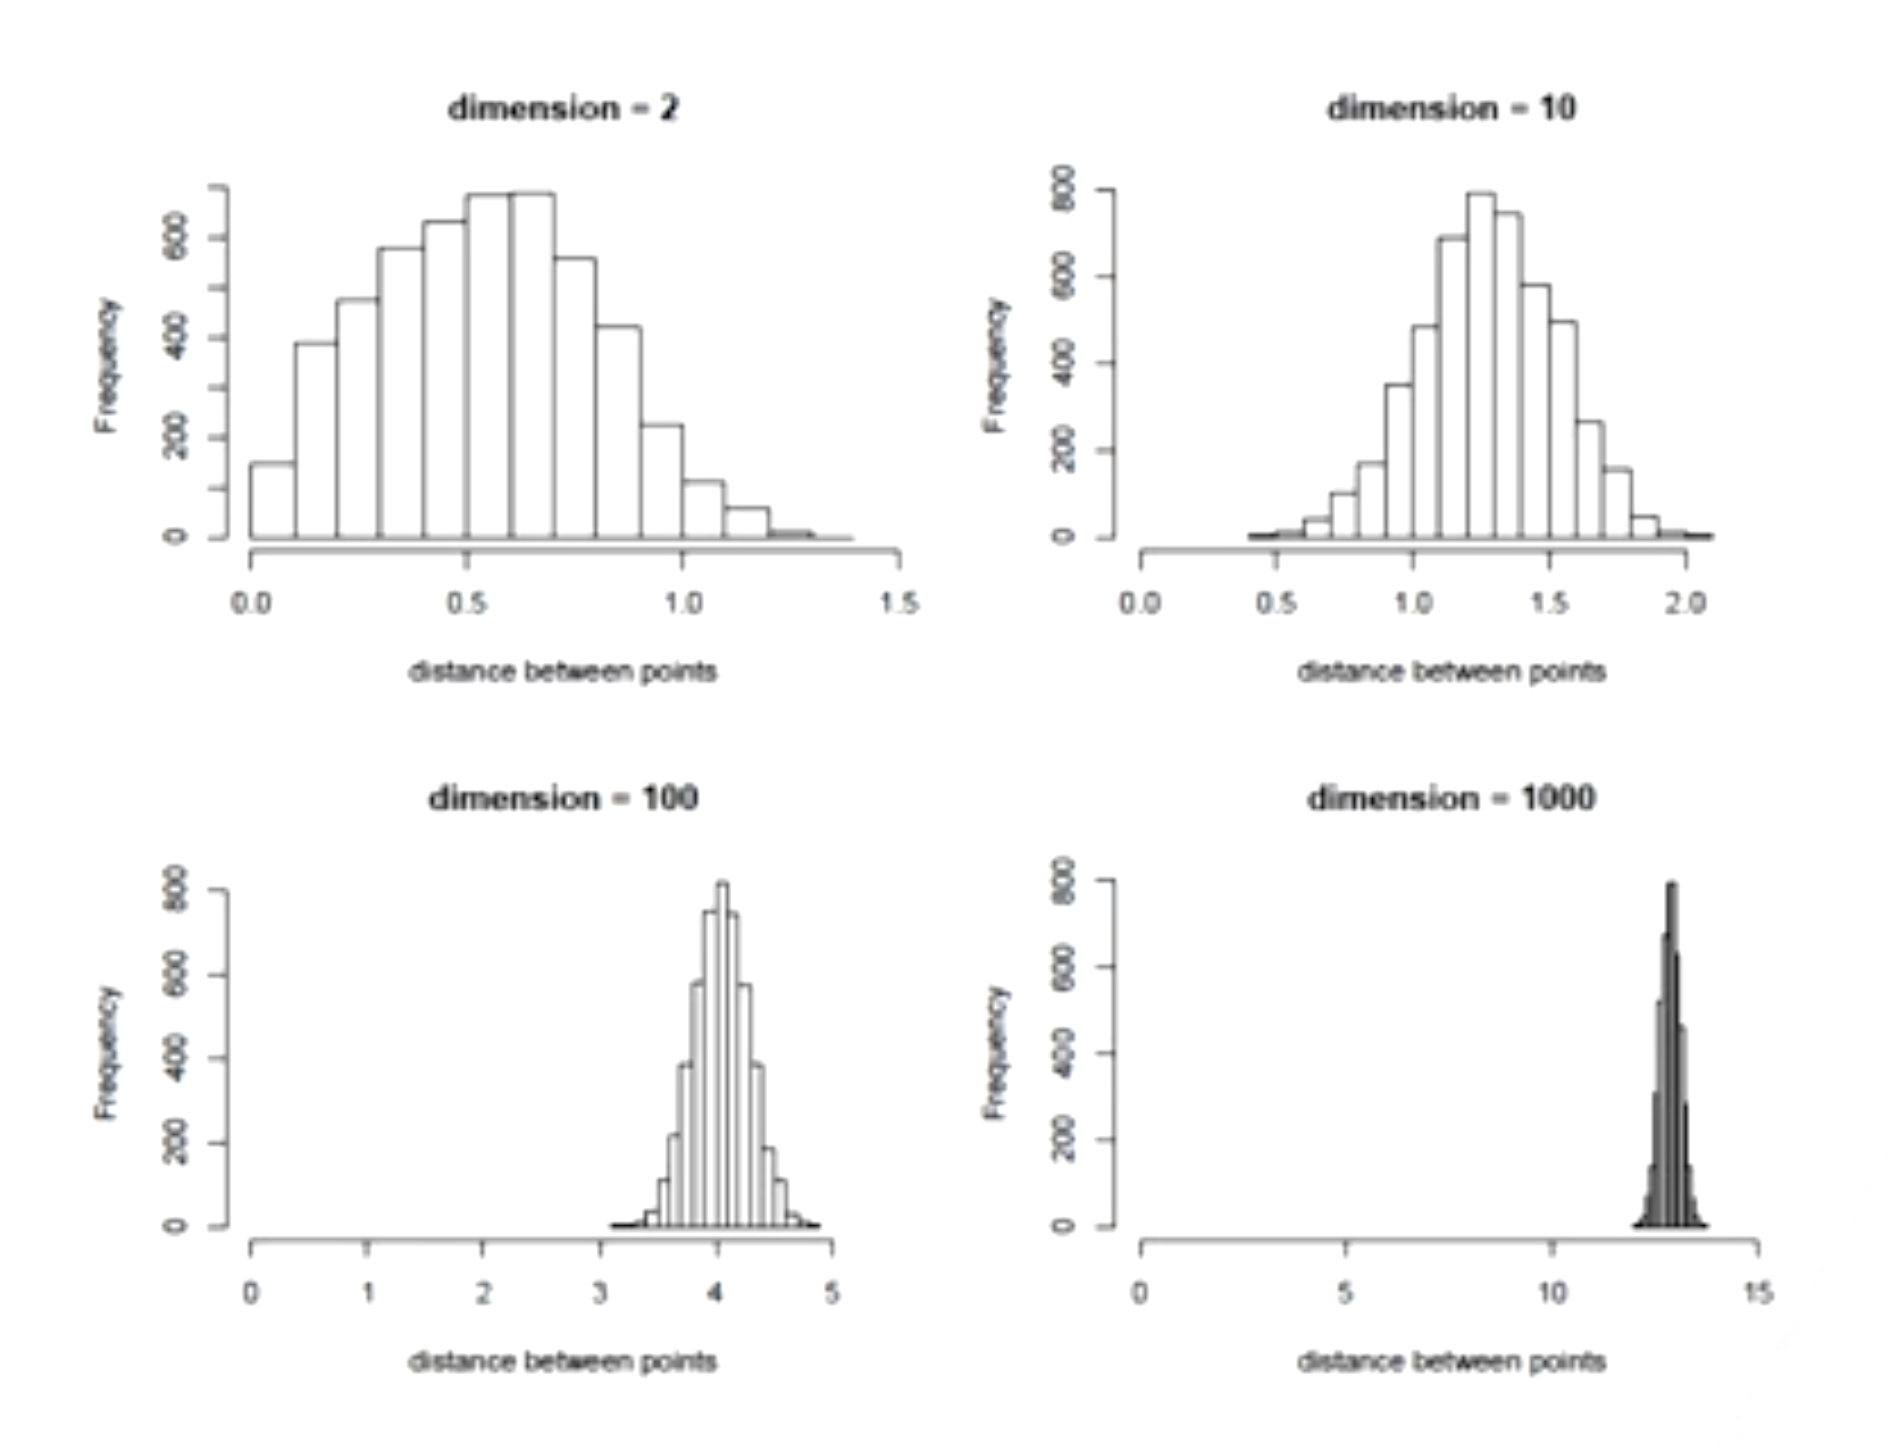 dimension = 2
Frequency
0 200 400 600
0.0 0.5 1.0 1.5
distance between points
dimension = 10
Frequency
0 200 400 600 800
0.0 0.5 1.0 1.5 2.0
distance between points
dimension = 100
Frequency
0 200 400 600 800
0 1 2 3 4 5
distance between points
dimension = 1000
Frequency
0 200 400 600 800
0 5 10 15
distance between points